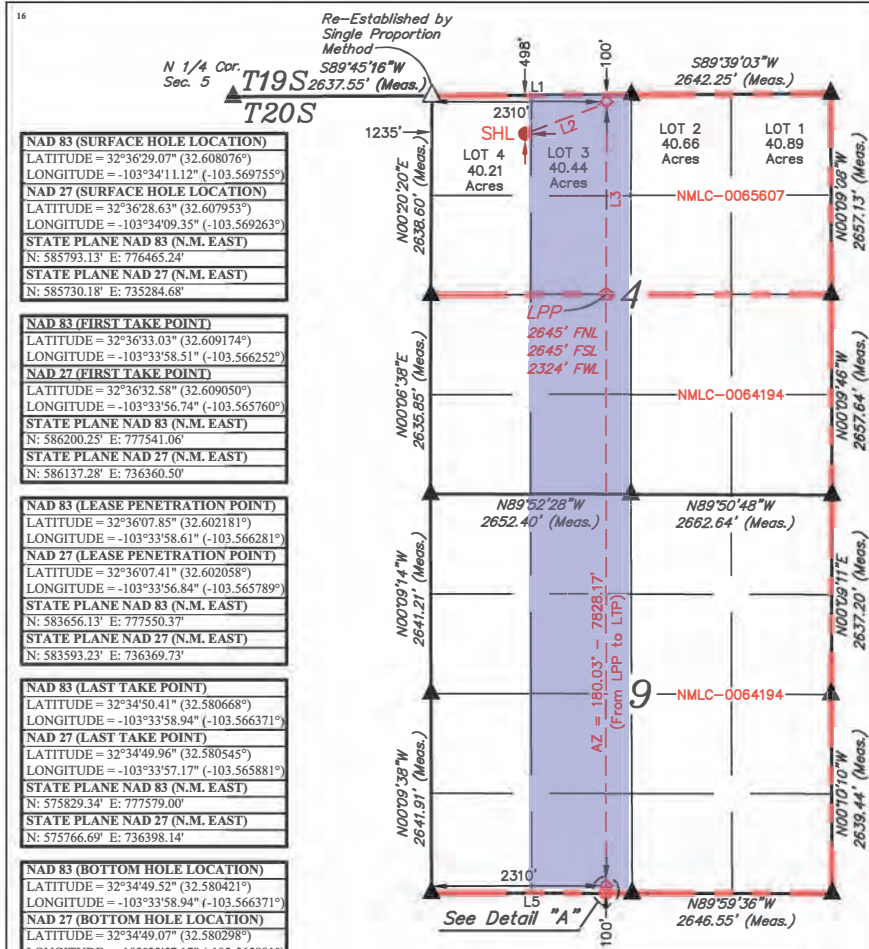 16
Re-Established by
Single Proportion
Method
N 1/4 Cor.
Sec. 5
T19S
T20S
S89°45'16"W
2637.55' (Meas.)
498'
100'
S89°39'03"W
2642.25' (Meas.)
L1
2310'
1235'
SHL
L2
LOT 4
40.21
Acres
LOT 3
40.44
Acres
LOT 2
40.66
Acres
LOT 1
40.89
Acres
N00°20'20"E
2638.60' (Meas.)
L3
NMLC-0065607
N00°09'08"W
2657.13' (Meas.)
LPP
4
2645' FNL
2645' FSL
2324' FWL
N00°06'38"E
2635.85' (Meas.)
NMLC-0064194
N00°09'46"W
2657.64' (Meas.)
N89°52'28"W
2652.40' (Meas.)
N89°50'48"W
2662.64' (Meas.)
N00°09'14"W
2641.21' (Meas.)
AZ = 180.03° - 7828.17'
(From LPP to LTP)
N00°09'11"E
2637.20' (Meas.)
9
NMLC-0064194
N00°09'38"W
2641.91' (Meas.)
N00°10'10"W
2639.44' (Meas.)
2310'
L5
See Detail "A"
100'
N89°59'36"W
2646.55' (Meas.)
NAD 83 (SURFACE HOLE LOCATION)
LATITUDE = 32°36'29.07" (32.608076°)
LONGITUDE = -103°34'11.12" (-103.569755°)
NAD 27 (SURFACE HOLE LOCATION)
LATITUDE = 32°36'28.63" (32.607953°)
LONGITUDE = -103°34'09.35" (-103.569263°)
STATE PLANE NAD 83 (N.M. EAST)
N: 585793.13' E: 776465.24'
STATE PLANE NAD 27 (N.M. EAST)
N: 585730.18' E: 735284.68'
NAD 83 (FIRST TAKE POINT)
LATITUDE = 32°36'33.03" (32.609174°)
LONGITUDE = -103°33'58.51" (-103.566252°)
NAD 27 (FIRST TAKE POINT)
LATITUDE = 32°36'32.58" (32.609050°)
LONGITUDE = -103°33'56.74" (-103.565760°)
STATE PLANE NAD 83 (N.M. EAST)
N: 586200.25' E: 777541.06'
STATE PLANE NAD 27 (N.M. EAST)
N: 586137.28' E: 736360.50'
NAD 83 (LEASE PENETRATION POINT)
LATITUDE = 32°36'07.85" (32.602181°)
LONGITUDE = -103°33'58.61" (-103.566281°)
NAD 27 (LEASE PENETRATION POINT)
LATITUDE = 32°36'07.41" (32.602058°)
LONGITUDE = -103°33'56.84" (-103.565789°)
STATE PLANE NAD 83 (N.M. EAST)
N: 583656.13' E: 777550.37'
STATE PLANE NAD 27 (N.M. EAST)
N: 583593.23' E: 736369.73'
NAD 83 (LAST TAKE POINT)
LATITUDE = 32°34'50.41" (32.580668°)
LONGITUDE = -103°33'58.94" (-103.566371°)
NAD 27 (LAST TAKE POINT)
LATITUDE = 32°34'49.96" (32.580545°)
LONGITUDE = -103°33'57.17" (-103.565881°)
STATE PLANE NAD 83 (N.M. EAST)
N: 575829.34' E: 777579.00'
STATE PLANE NAD 27 (N.M. EAST)
N: 575766.69' E: 736398.14'
NAD 83 (BOTTOM HOLE LOCATION)
LATITUDE = 32°34'49.52" (32.580421°)
LONGITUDE = -103°33'58.94" (-103.566371°)
NAD 27 (BOTTOM HOLE LOCATION)
LATITUDE = 32°34'49.07" (32.580298°)